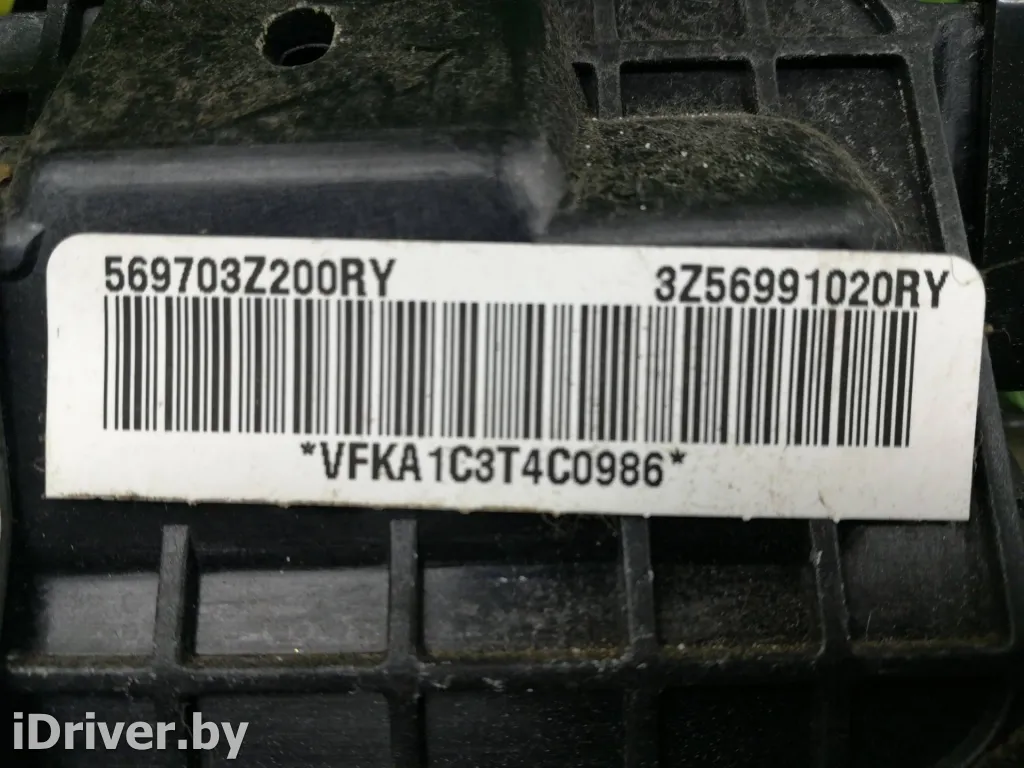 569703Z200RY 3Z56991020RY
*VFKA1C3T4C0986*
iDriver.by